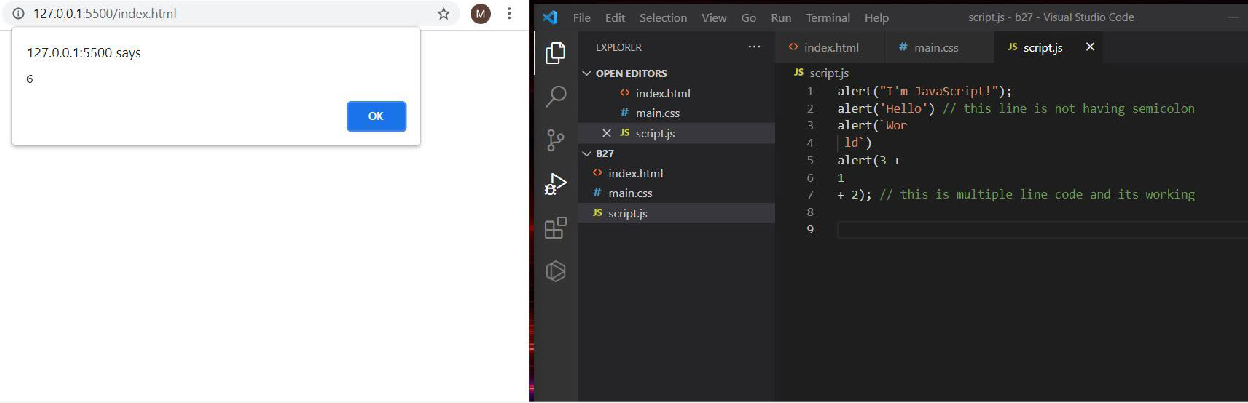 127.0.0.1:5500/index.html
M
127.0.0.1:5500 says
6
OK
File Edit Selection View Go Run Terminal Help
script.js - b27 - Visual Studio Code
EXPLORER ...
OPEN EDITORS
<> index.html
# main.css
× JS script.js
B27
<> index.html
# main.css
JS script.js
<> index.html # main.css JS script.js ×
JS script.js
1 alert("I'm JavaScript!");
2 alert('Hello') // this line is not having semicolon
3 alert(`Wor
4 ld`)
5 alert(3 +
6 1
7 + 2); // this is multiple line code and its working
8
9